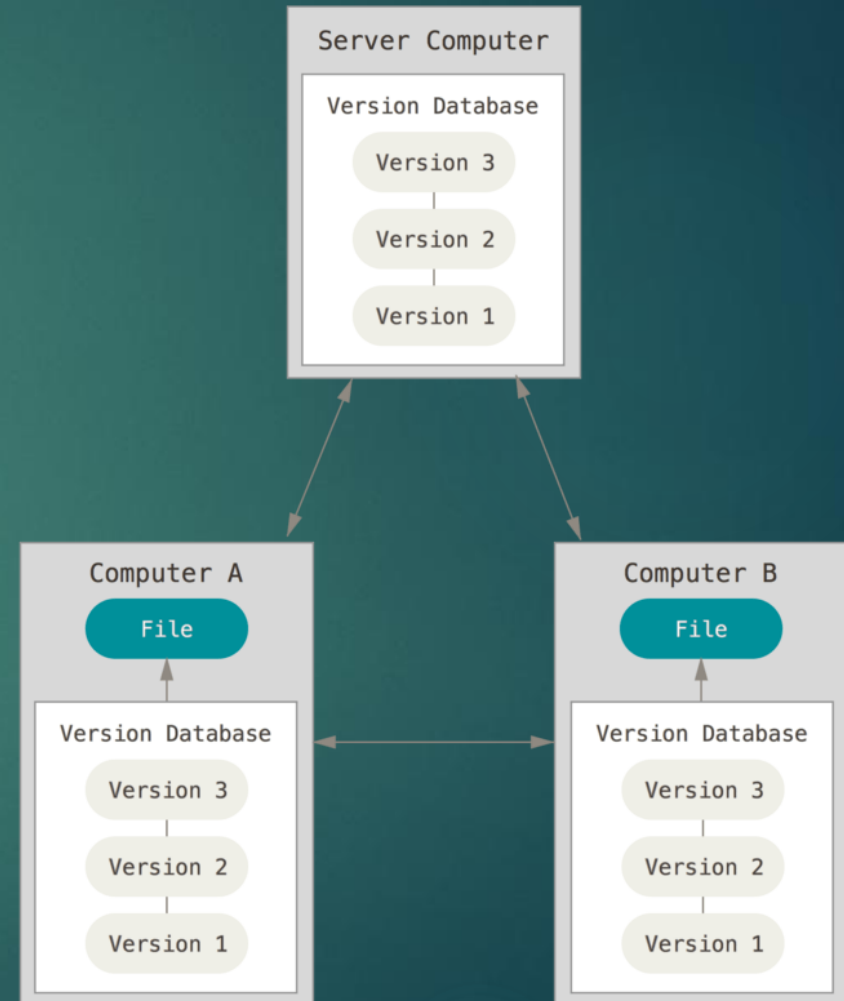 Server Computer
Version Database
Version 3
Version 2
Version 1
Computer A
File
Version Database
Version 3
Version 2
Version 1
Computer B
File
Version Database
Version 3
Version 2
Version 1